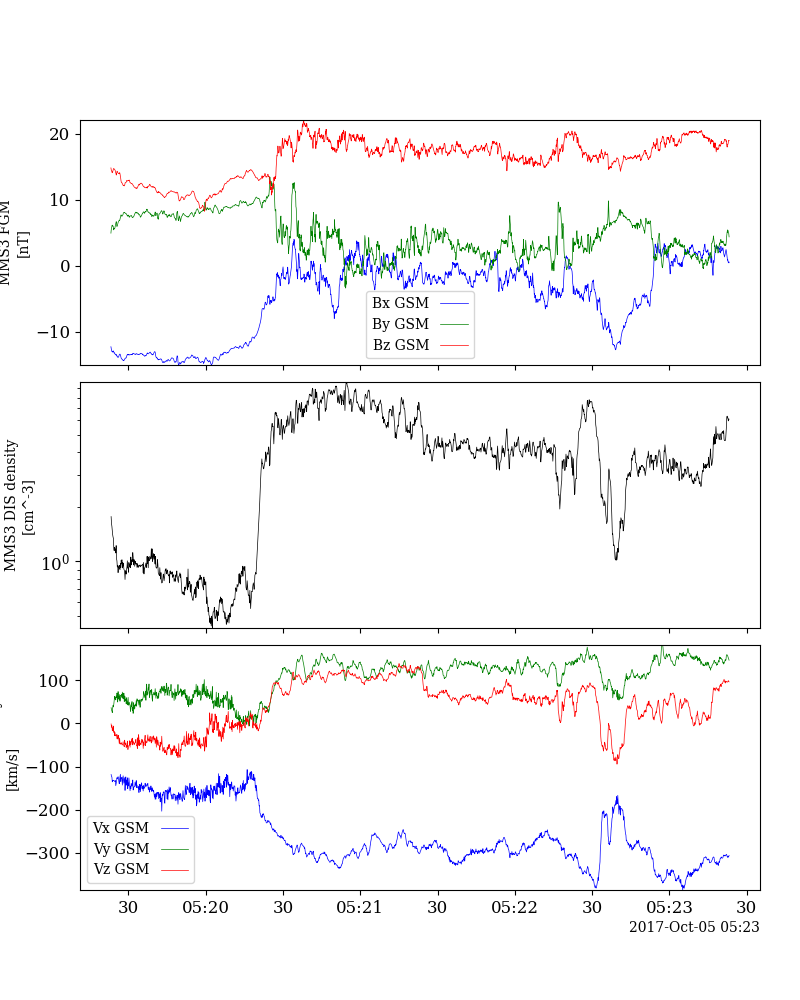 20
10
0
−10
MMS3 FGM
[nT]
Bx GSM
By GSM
Bz GSM
10^0
MMS3 DIS density
[cm^-3]
100
0
−100
−200
−300
[km/s]
Vx GSM
Vy GSM
Vz GSM
30 05:20 30 05:21 30 05:22 30 05:23 30
2017-Oct-05 05:23